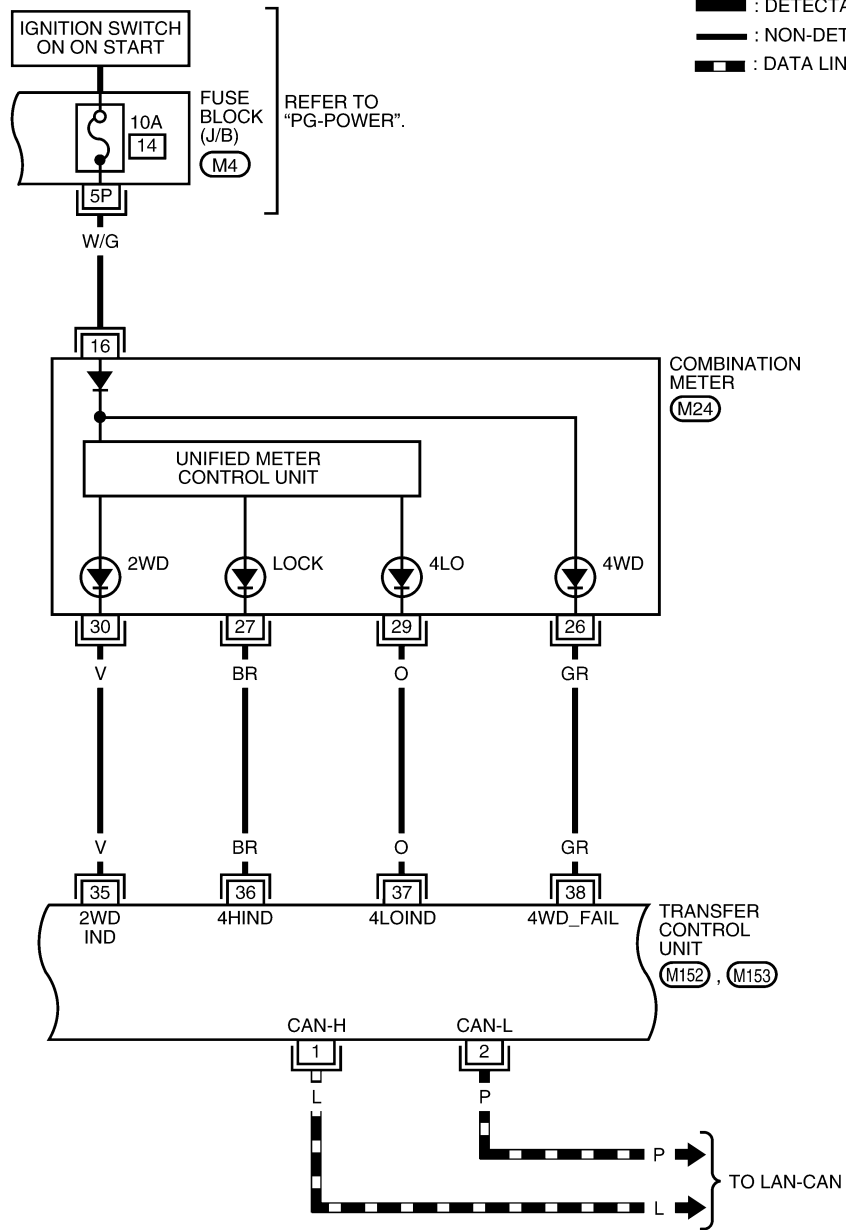 IGNITION SWITCH
ON OR START
FUSE
BLOCK
(J/B)
M4
10A
14
5P
REFER TO
“PG-POWER”.
: DETECTA
: NON-DET
: DATA LIN
W/G
16
COMBINATION
METER
M24
UNIFIED METER
CONTROL UNIT
2WD
LOCK
4LO
4WD
30
27
29
26
V
BR
O
GR
V
BR
O
GR
35
36
37
38
2WD
IND
4HIND
4LOIND
4WD_FAIL
TRANSFER
CONTROL
UNIT
M152 , M153
CAN-H
CAN-L
1
2
L
P
P
L
TO LAN-CAN